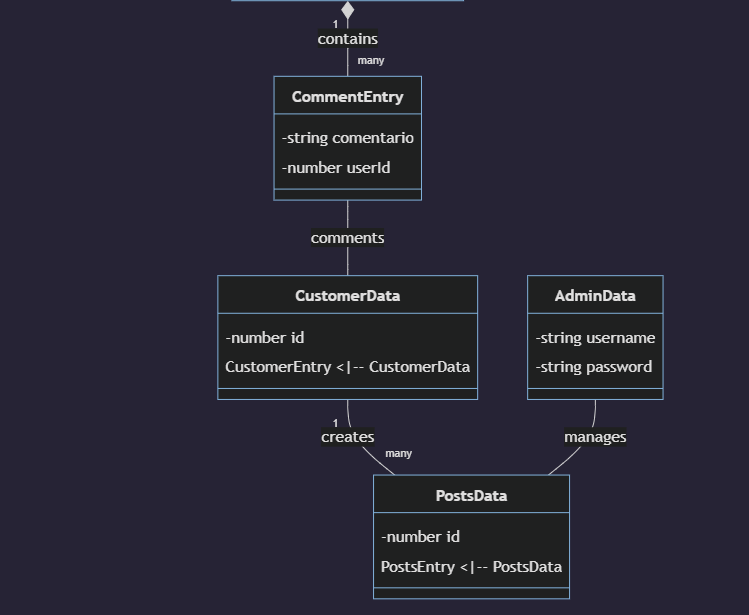 1
contains
many
CommentEntry
-string comentario
-number userId
comments
CustomerData
-number id
CustomerEntry <|-- CustomerData
AdminData
-string username
-string password
1
creates
many
manages
PostsData
-number id
PostsEntry <|-- PostsData